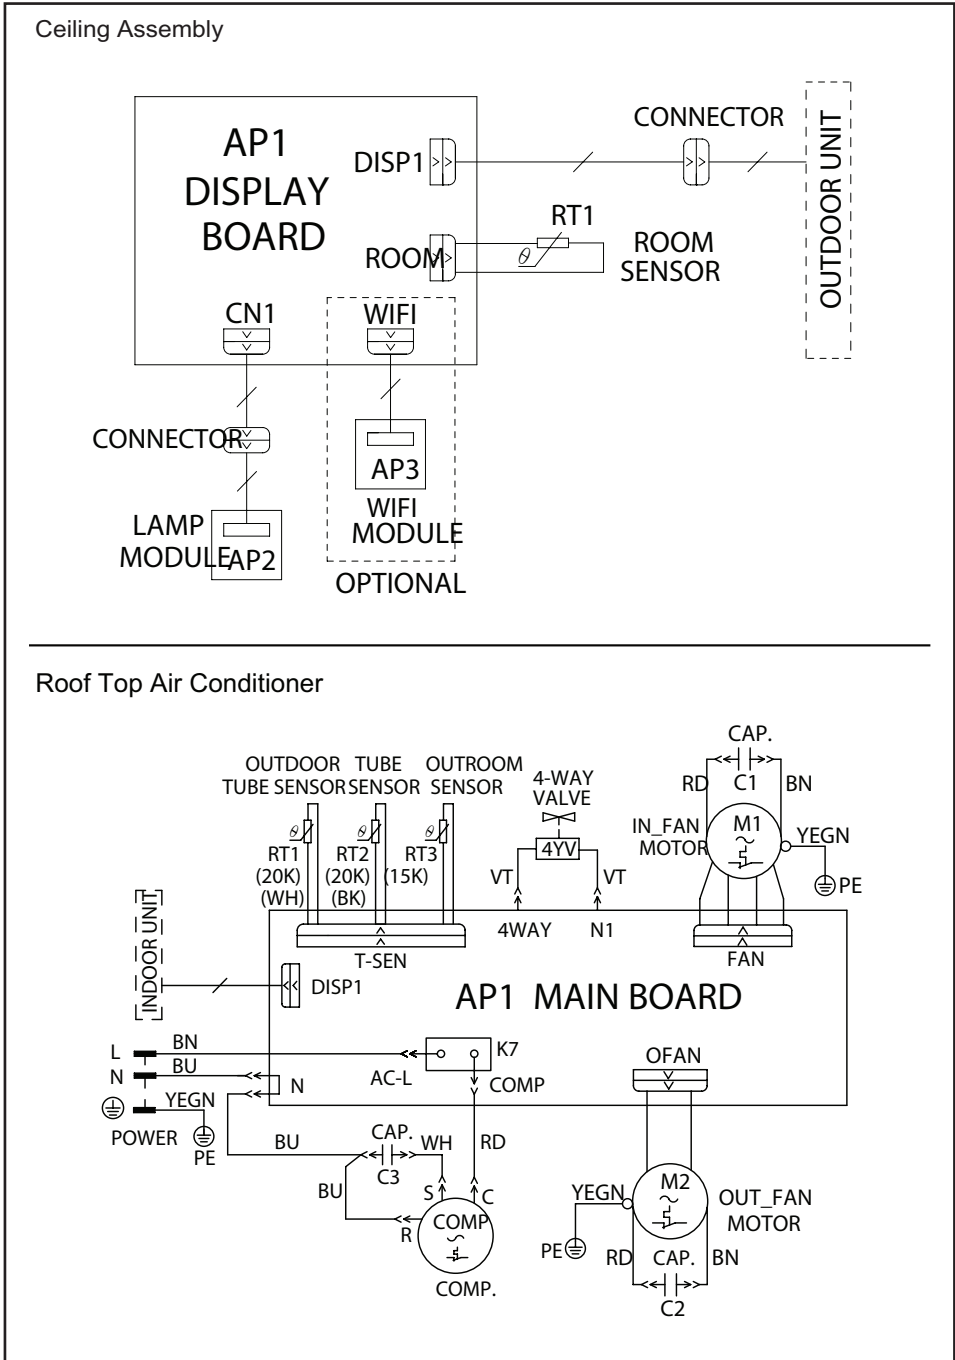 Ceiling Assembly
AP1
DISPLAY
BOARD
DISP1
CONNECTOR
OUTDOOR UNIT
ROOM
θ
RT1
ROOM
SENSOR
CN1
WIFI
CONNECTOR
AP3
WIFI
MODULE
LAMP
MODULE
AP2
OPTIONAL
Roof Top Air Conditioner
OUTDOOR
TUBE SENSOR
TUBE
SENSOR
OUTROOM
SENSOR
4-WAY
VALVE
CAP.
C1
RD
BN
θ
RT1
(20K)
(WH)
θ
RT2
(20K)
(BK)
θ
RT3
(15K)
4YV
VT
VT
IN_FAN
MOTOR
M1
YEGN
PE
INDOOR UNIT
T-SEN
4WAY
N1
FAN
DISP1
AP1 MAIN BOARD
L
BN
AC-L
K7
COMP
N
BU
N
YEGN
POWER
PE
OFAN
BU
CAP.
C3
WH
RD
BU
S
C
R
COMP
COMP.
YEGN
PE
M2
OUT_FAN
MOTOR
RD
CAP.
BN
C2